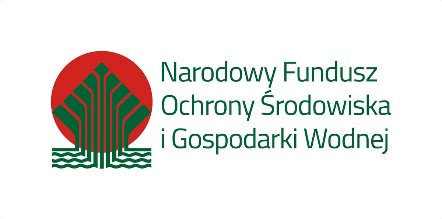 Narodowy Fundusz
Ochrony Środowiska
i Gospodarki Wodnej